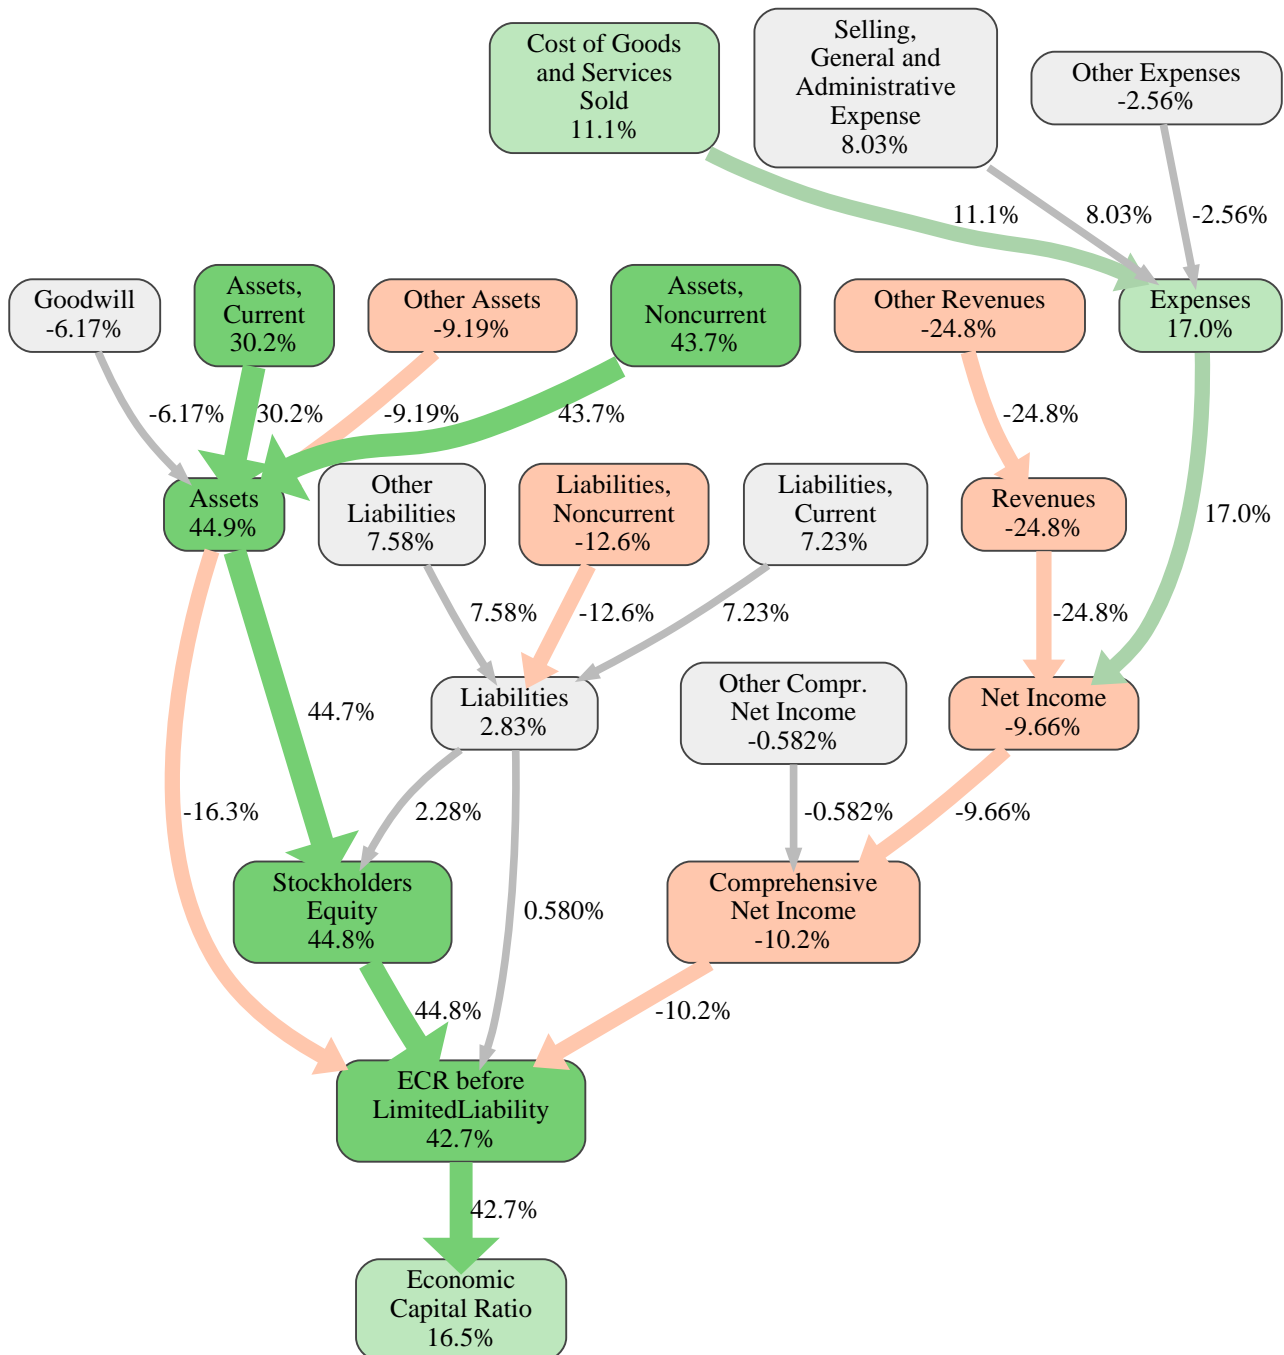 Cost of Goods
and Services
Sold
11.1%
Selling,
General and
Administrative
Expense
8.03%
Other Expenses
-2.56%
11.1%
8.03%
-2.56%
Goodwill
-6.17%
Assets,
Current
30.2%
Other Assets
-9.19%
Assets,
Noncurrent
43.7%
Other Revenues
-24.8%
Expenses
17.0%
-6.17%
30.2%
-9.19%
43.7%
-24.8%
17.0%
Assets
44.9%
Other
Liabilities
7.58%
Liabilities,
Noncurrent
-12.6%
Liabilities,
Current
7.23%
Revenues
-24.8%
7.58%
-12.6%
7.23%
-24.8%
44.7%
Liabilities
2.83%
Other Compr.
Net Income
-0.582%
Net Income
-9.66%
-16.3%
2.28%
0.580%
-0.582%
-9.66%
Stockholders
Equity
44.8%
Comprehensive
Net Income
-10.2%
44.8%
-10.2%
ECR before
LimitedLiability
42.7%
42.7%
Economic
Capital Ratio
16.5%